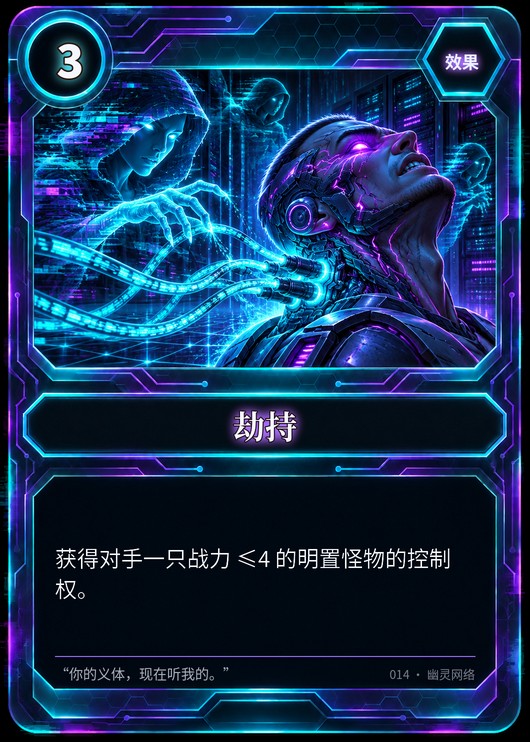 3
效果
劫持
获得对手一只战力 ≤4 的明置怪物的控制
权。
“你的义体，现在听我的。”
014 · 幽灵网络